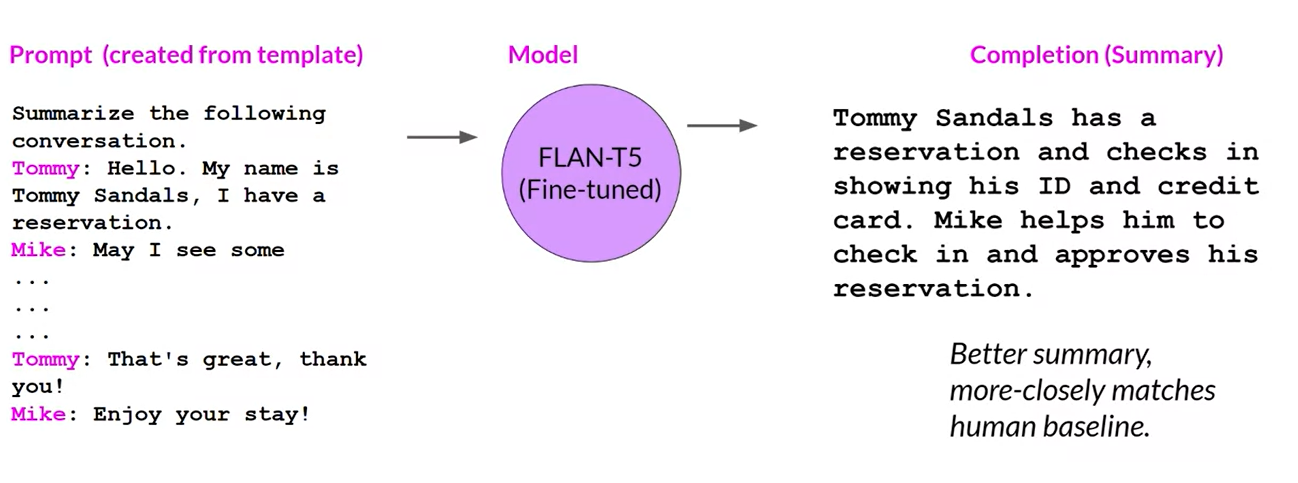 Prompt (created from template)
Summarize the following
conversation.
Tommy: Hello. My name is
Tommy Sandals, I have a
reservation.
Mike: May I see some
...
...
...
Tommy: That's great, thank
you!
Mike: Enjoy your stay!
Model
FLAN-T5
(Fine-tuned)
Completion (Summary)
Tommy Sandals has a
reservation and checks in
showing his ID and credit
card. Mike helps him to
check in and approves his
reservation.
Better summary,
more-closely matches
human baseline.